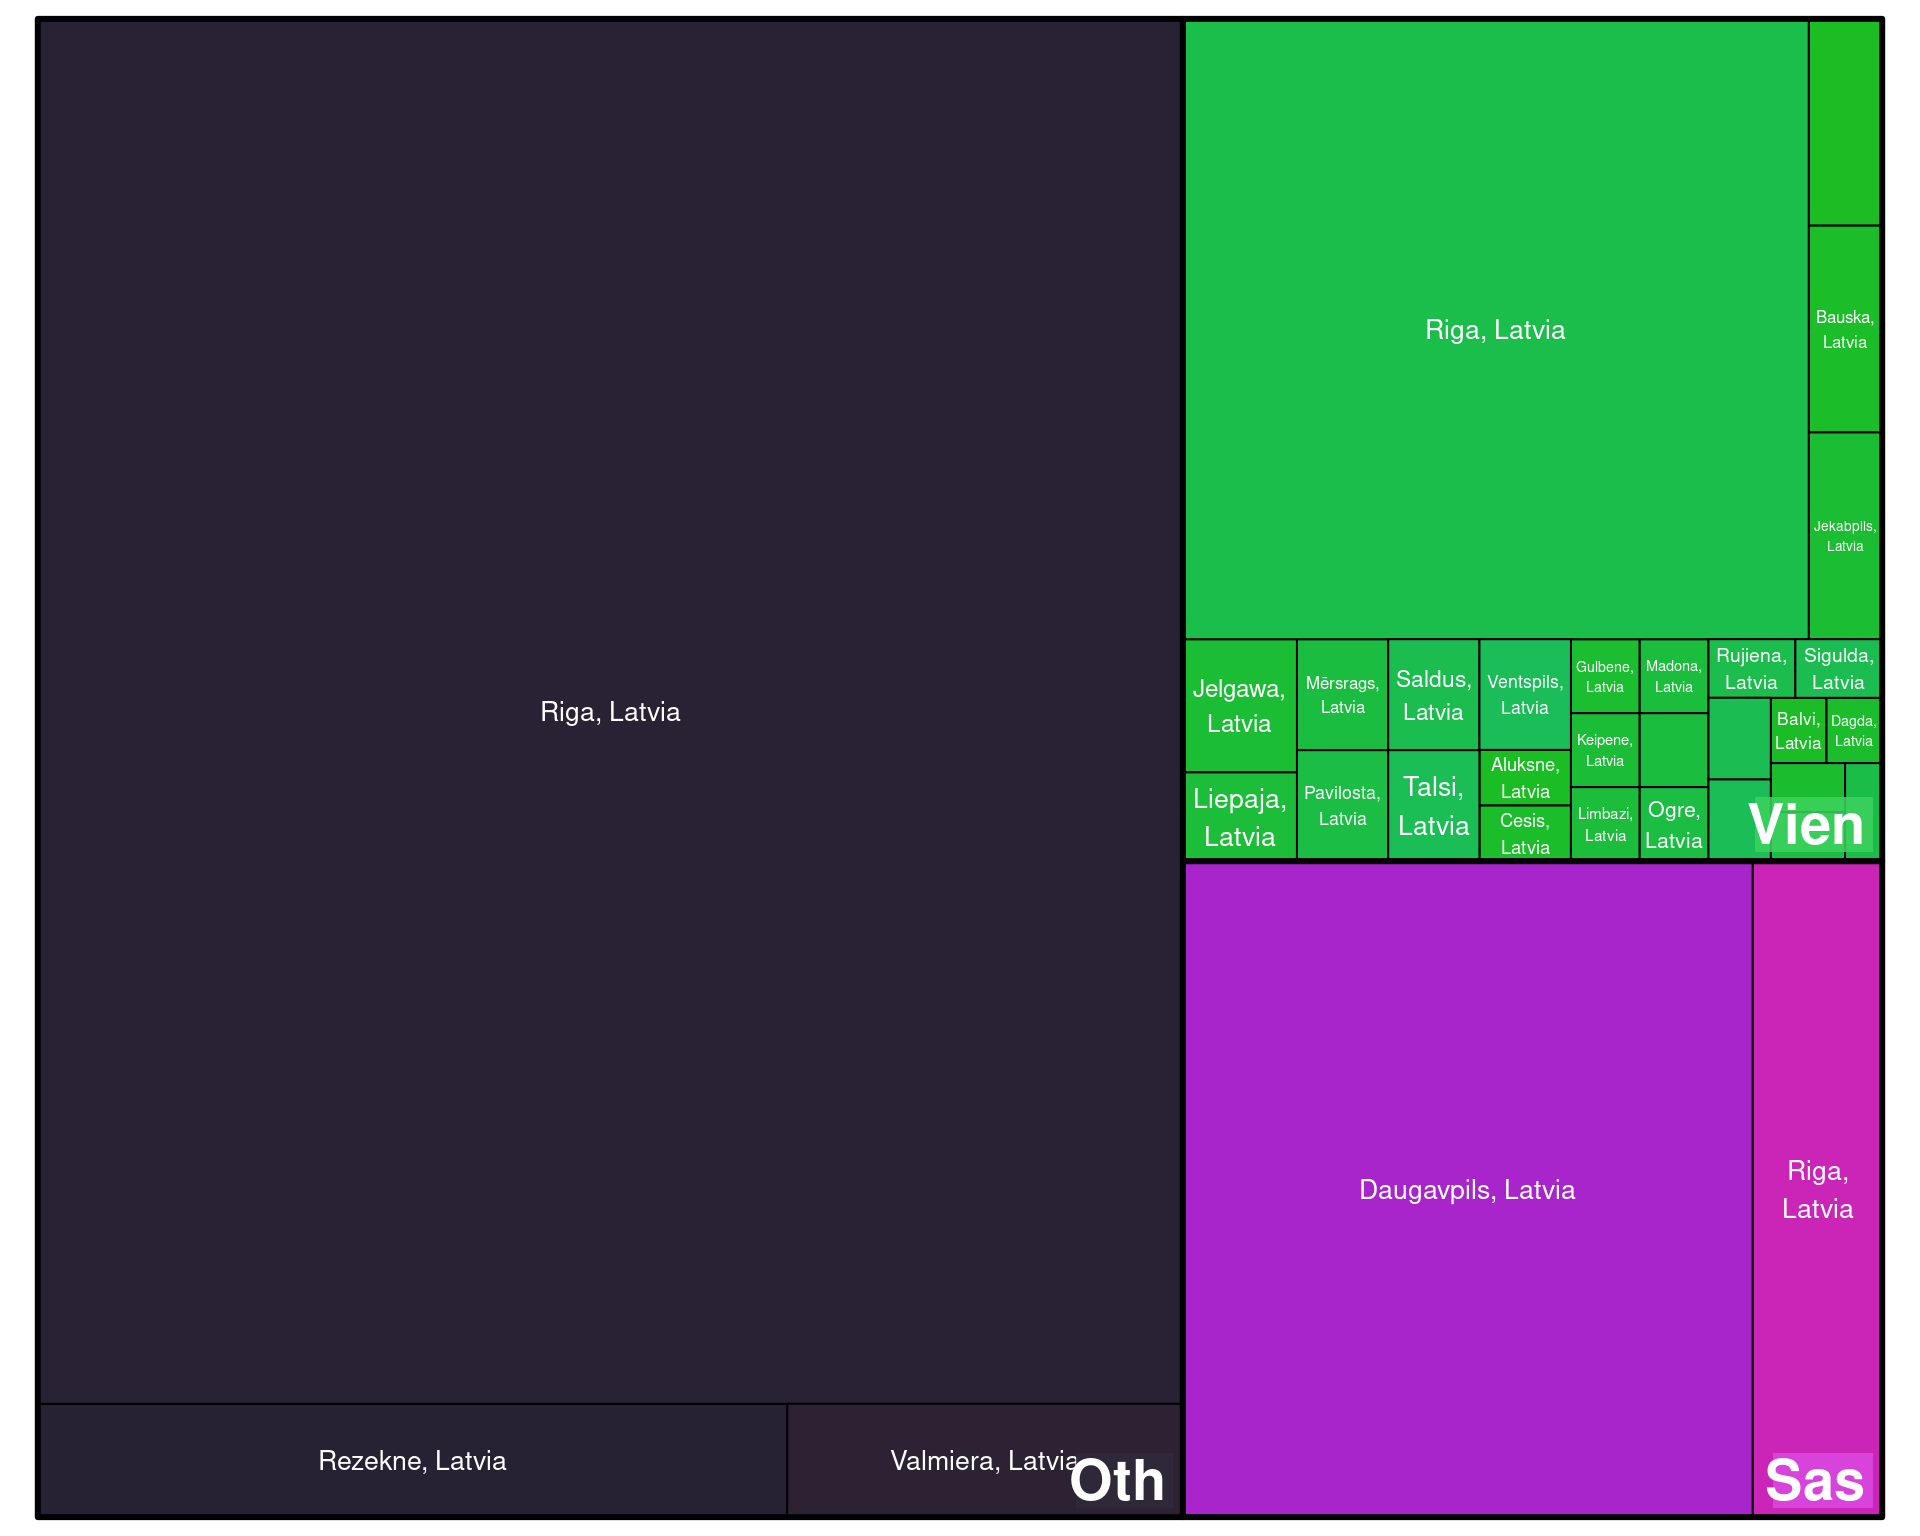 Riga, Latvia
Rezekne, Latvia
Valmiera, Latvia
Oth
Riga, Latvia
Bauska,
Latvia
Jekabpils,
Latvia
Jelgawa,
Latvia
Liepaja,
Latvia
Mērsrags,
Latvia
Pavilosta,
Latvia
Saldus,
Latvia
Talsi,
Latvia
Ventspils,
Latvia
Aluksne,
Latvia
Cesis,
Latvia
Gulbene,
Latvia
Keipene,
Latvia
Limbazi,
Latvia
Madona,
Latvia
Ogre,
Latvia
Rujiena,
Latvia
Sigulda,
Latvia
Balvi,
Latvia
Dagda,
Latvia
Vien
Daugavpils, Latvia
Riga,
Latvia
Sas